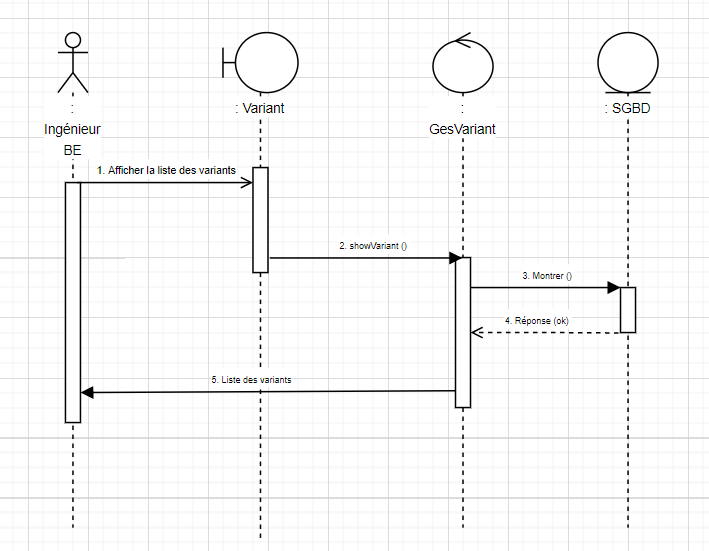 :
Ingénieur
BE
: Variant
:
GesVariant
: SGBD
1. Afficher la liste des variants
2. showVariant ()
3. Montrer ()
4. Réponse (ok)
5. Liste des variants